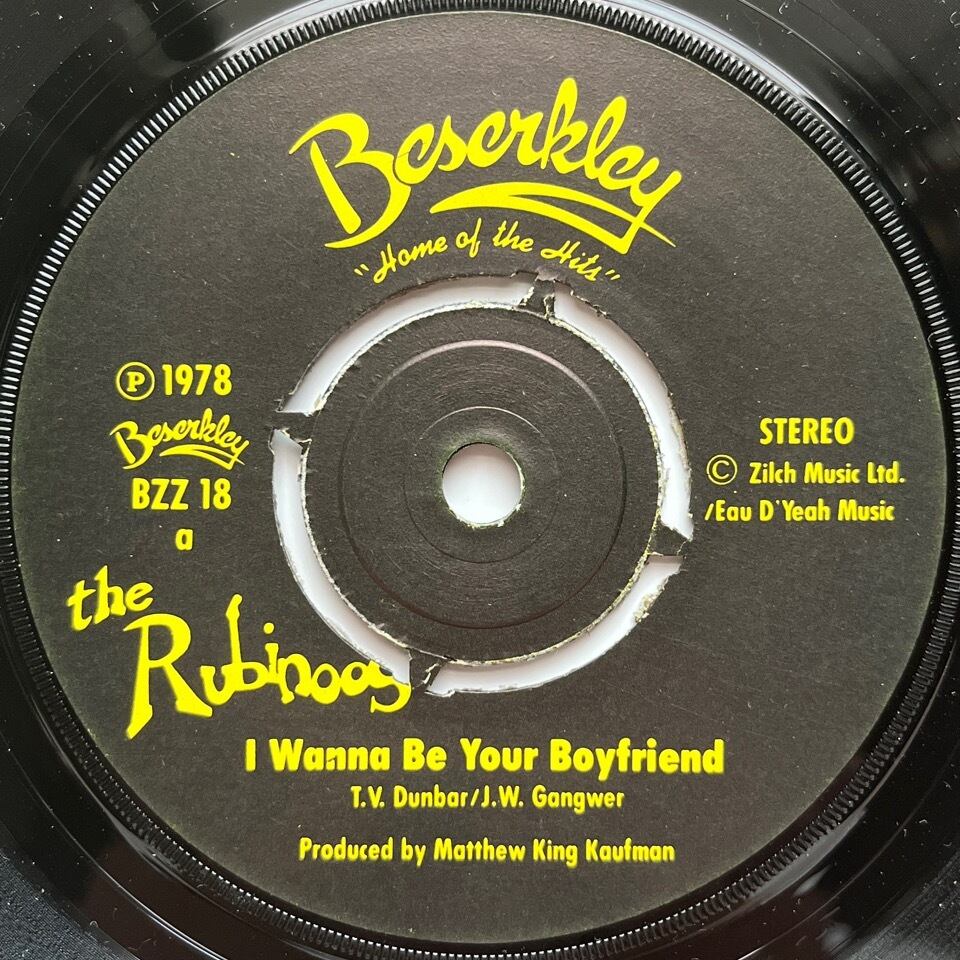 Beserkley
"Home of the Hits"
℗ 1978
Beserkley
BZZ 18
a
STEREO
© Zilch Music Ltd.
/Eau D'Yeah Music
the
Rubinoos
I Wanna Be Your Boyfriend
T.V. Dunbar/J.W. Gangwer
Produced by Matthew King Kaufman